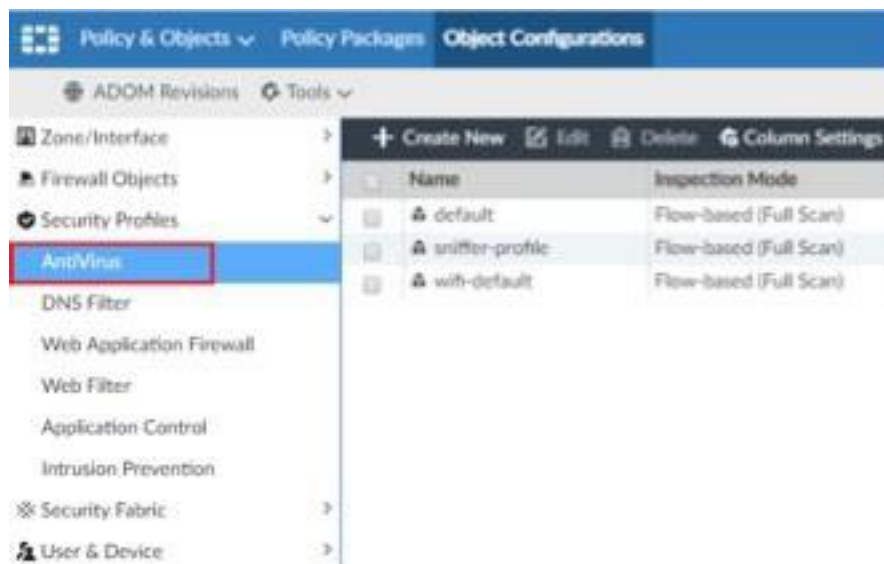 Policy & Objects Policy Packages Object Configurations
ADOM Revisions Tools
Zone/Interface
Firewall Objects
Security Profiles
AntiVirus
DNS Filter
Web Application Firewall
Web Filter
Application Control
Intrusion Prevention
Security Fabric
User & Device
Create New Edit Delete Column Settings
Name Inspection Mode
default Flow-based (Full Scan)
sniffer-profile Flow-based (Full Scan)
wifi-default Flow-based (Full Scan)